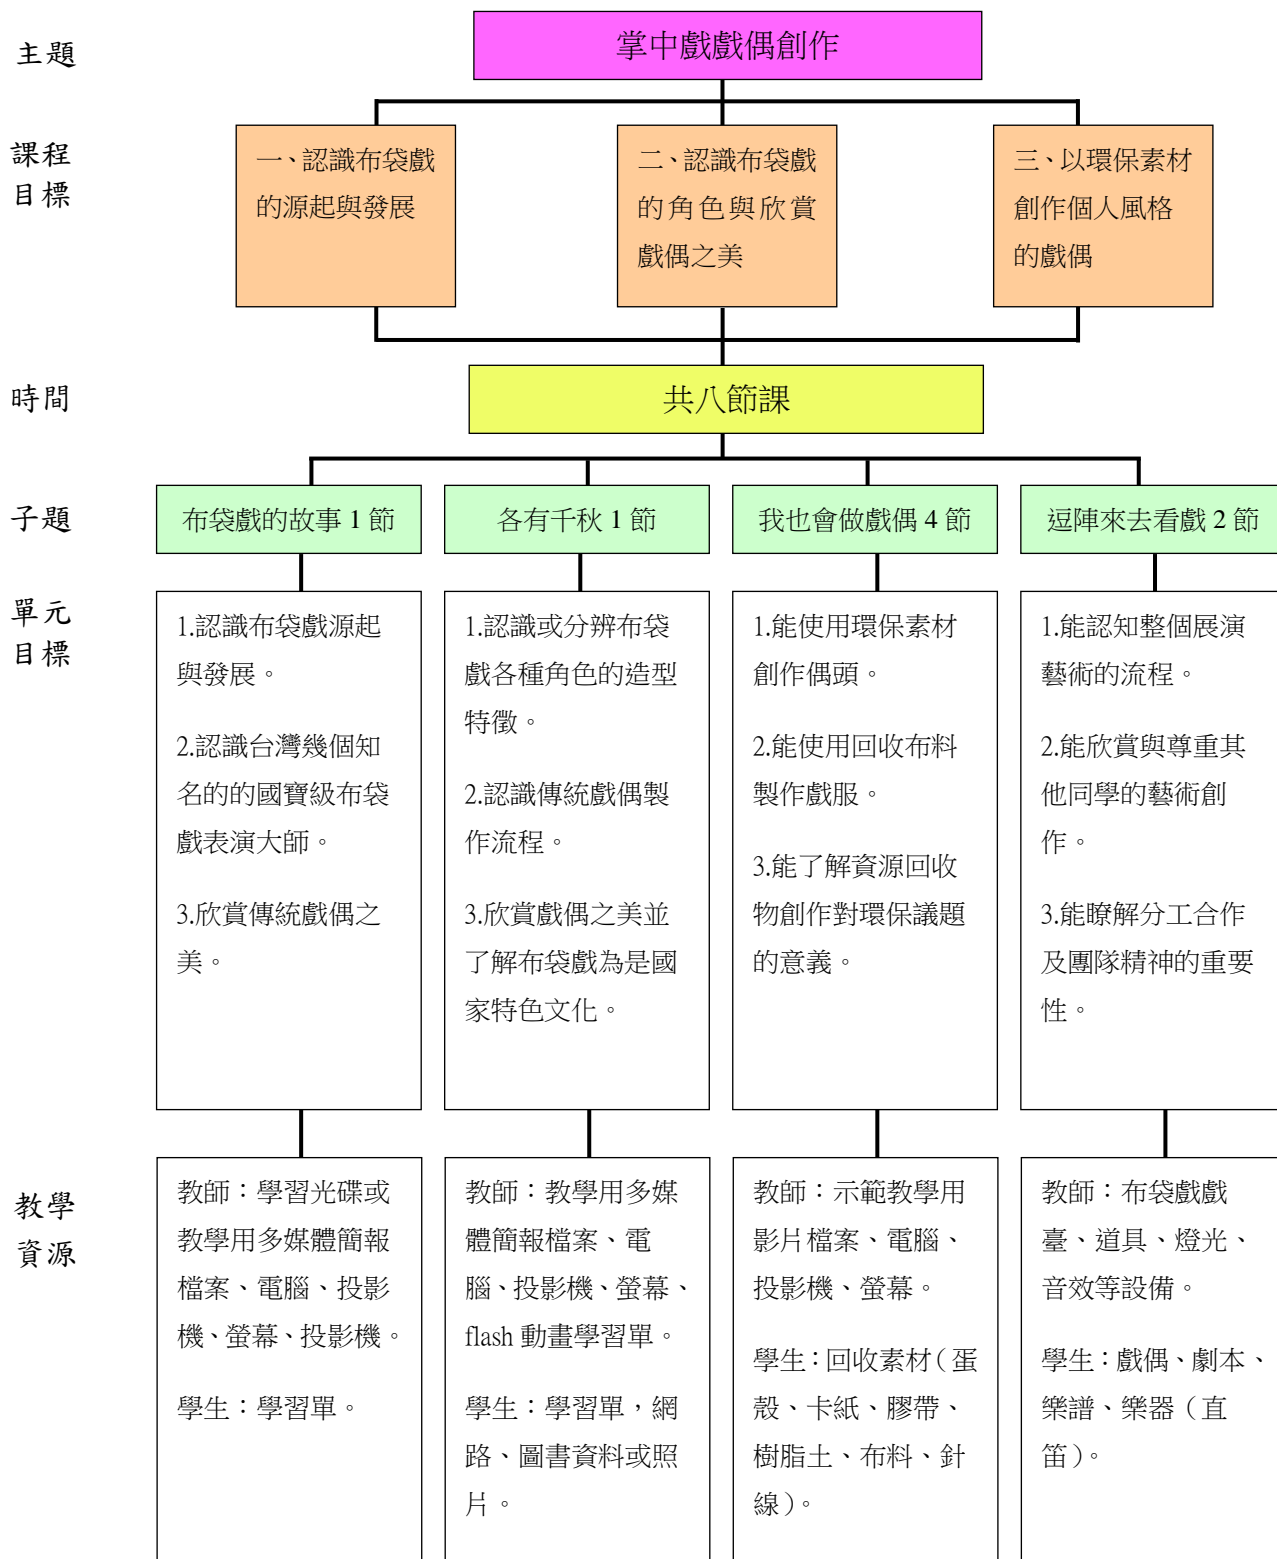 主題
掌中戲戲偶創作
課程
目標
一、認識布袋戲
的源起與發展
二、認識布袋戲
的角色與欣賞
戲偶之美
三、以環保素材
創作個人風格
的戲偶
時間
共八節課
子題
布袋戲的故事 1 節
各有千秋 1 節
我也會做戲偶 4 節
逗陣來去看戲 2 節
單元
目標
1.認識布袋戲源起
與發展。
2.認識台灣幾個知
名的的國寶級布袋
戲表演大師。
3.欣賞傳統戲偶之
美。
1.認識或分辨布袋
戲各種角色的造型
特徵。
2.認識傳統戲偶製
作流程。
3.欣賞戲偶之美並
了解布袋戲為是國
家特色文化。
1.能使用環保素材
創作偶頭。
2.能使用回收布料
製作戲服。
3.能了解資源回收
物創作對環保議題
的意義。
1.能認知整個展演
藝術的流程。
2.能欣賞與尊重其
他同學的藝術創
作。
3.能瞭解分工合作
及團隊精神的重要
性。
教學
資源
教師：學習光碟或
教學用多媒體簡報
檔案、電腦、投影
機、螢幕、投影機。
學生：學習單。
教師：教學用多媒
體簡報檔案、電
腦、投影機、螢幕、
flash 動畫學習單。
學生：學習單，網
路、圖書資料或照
片。
教師：示範教學用
影片檔案、電腦、
投影機、螢幕。
學生：回收素材（蛋
殼、卡紙、膠帶、
樹脂土、布料、針
線）。
教師：布袋戲戲
臺、道具、燈光、
音效等設備。
學生：戲偶、劇本、
樂譜、樂器（直
笛）。